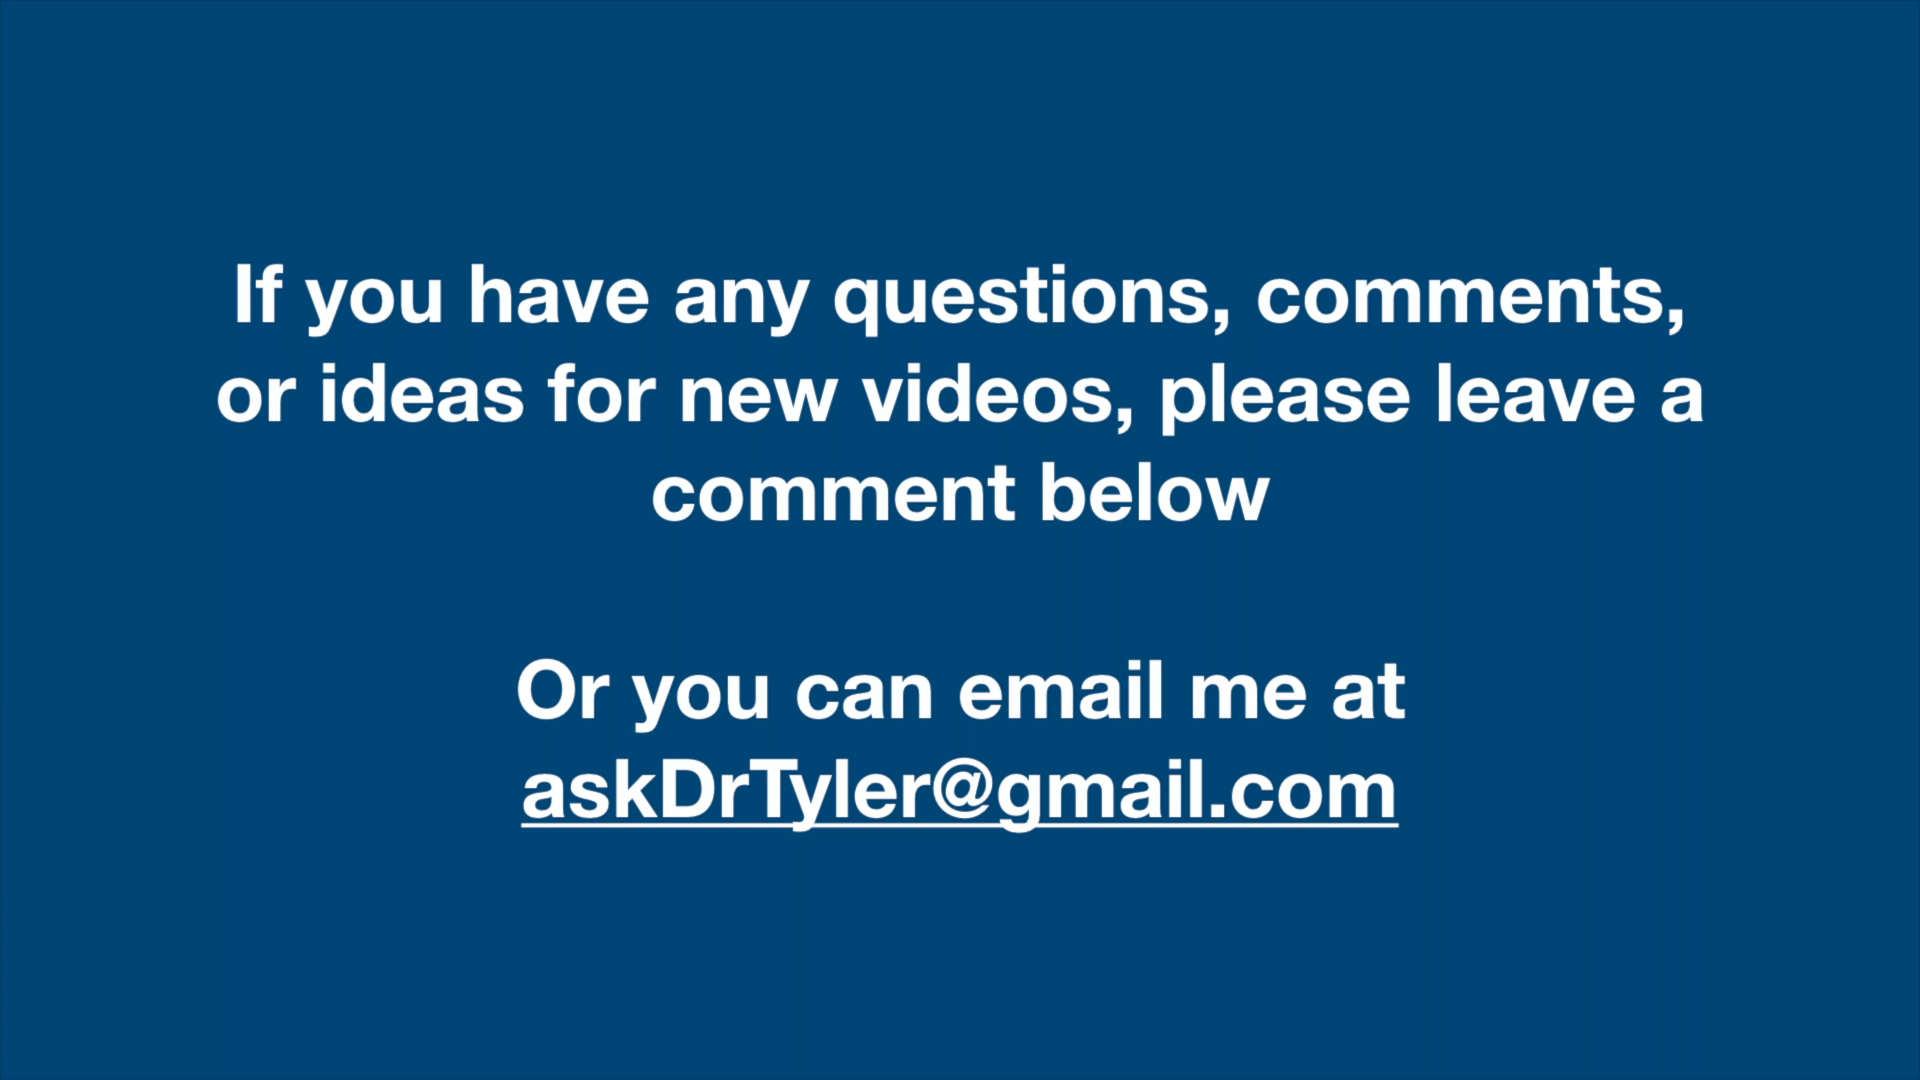 If you have any questions, comments,
or ideas for new videos, please leave a
comment below
Or you can email me at
askDrTyler@gmail.com